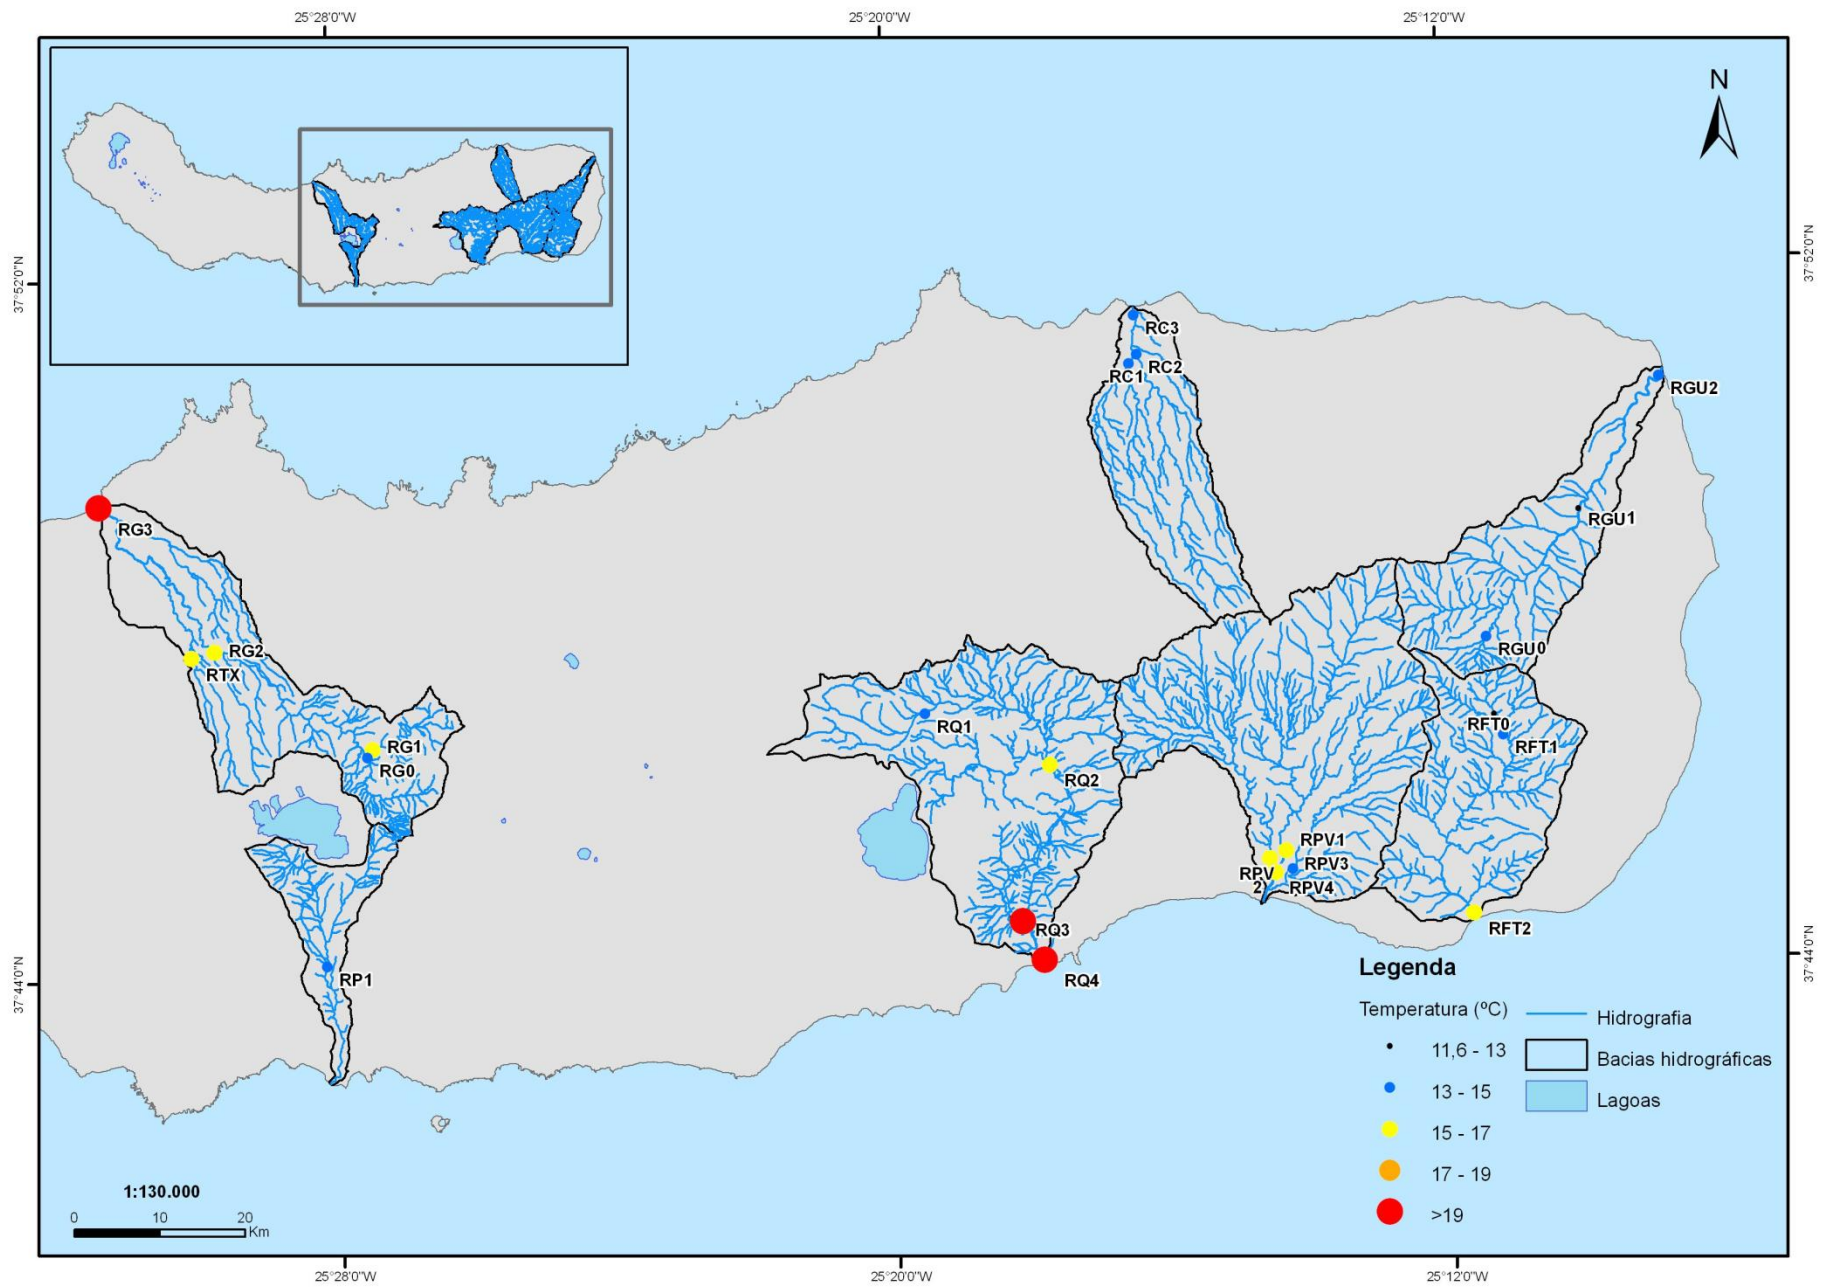 25°28'0"W
25°20'0"W
25°12'0"W
N
37°52'0"N
37°52'0"N
RC3
RC2
RC1
RGU2
RG3
RGU1
RG2
RGU0
RTX
RFT0
RQ1
RFT1
RG1
RG0
RQ2
RPV1
RPV3
RPV
2)
RPV4
RFT2
RQ3
RQ4
RP1
37°44'0"N
37°44'0"N
Legenda
Temperatura (ºC)
11,6 - 13
13 - 15
15 - 17
17 - 19
>19
Hidrografia
Bacias hidrográficas
Lagoas
1:130.000
0 10 20
Km
25°28'0"W
25°20'0"W
25°12'0"W